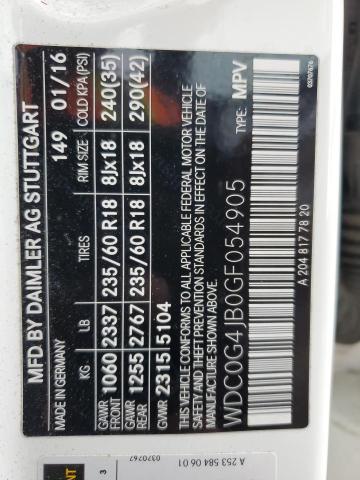 MFD BY DAIMLER AG STUTTGART
MADE IN GERMANY 149 01/16
KG LB TIRES RIM SIZE COLD KPA(PSI)
GAWR FRONT 1060 2337 235/60 R18 8Jx18 240(35)
GAWR REAR 1255 2767 235/60 R18 8Jx18 290(42)
GVWR 2315 5104
THIS VEHICLE CONFORMS TO ALL APPLICABLE FEDERAL MOTOR VEHICLE
SAFETY AND THEFT PREVENTION STANDARDS IN EFFECT ON THE DATE OF
MANUFACTURE SHOWN ABOVE.
TYPE: MPV
WDC0G4JB0GF054905
A 204 817 78 20
03707676
3 0370767
A 253 584 06 01